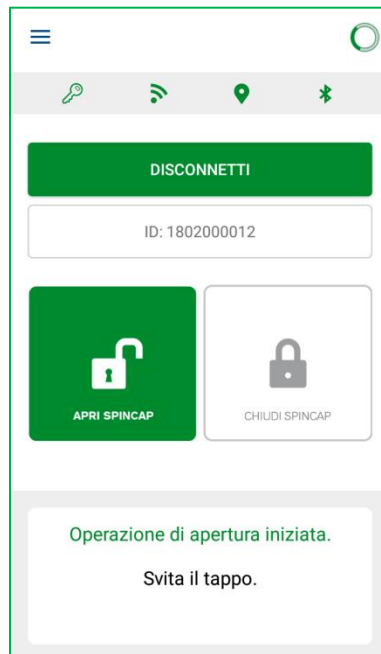 DISCONNETTI
ID: 1802000012
APRI SPINCAP
CHIUDI SPINCAP
Operazione di apertura iniziata.
Svita il tappo.